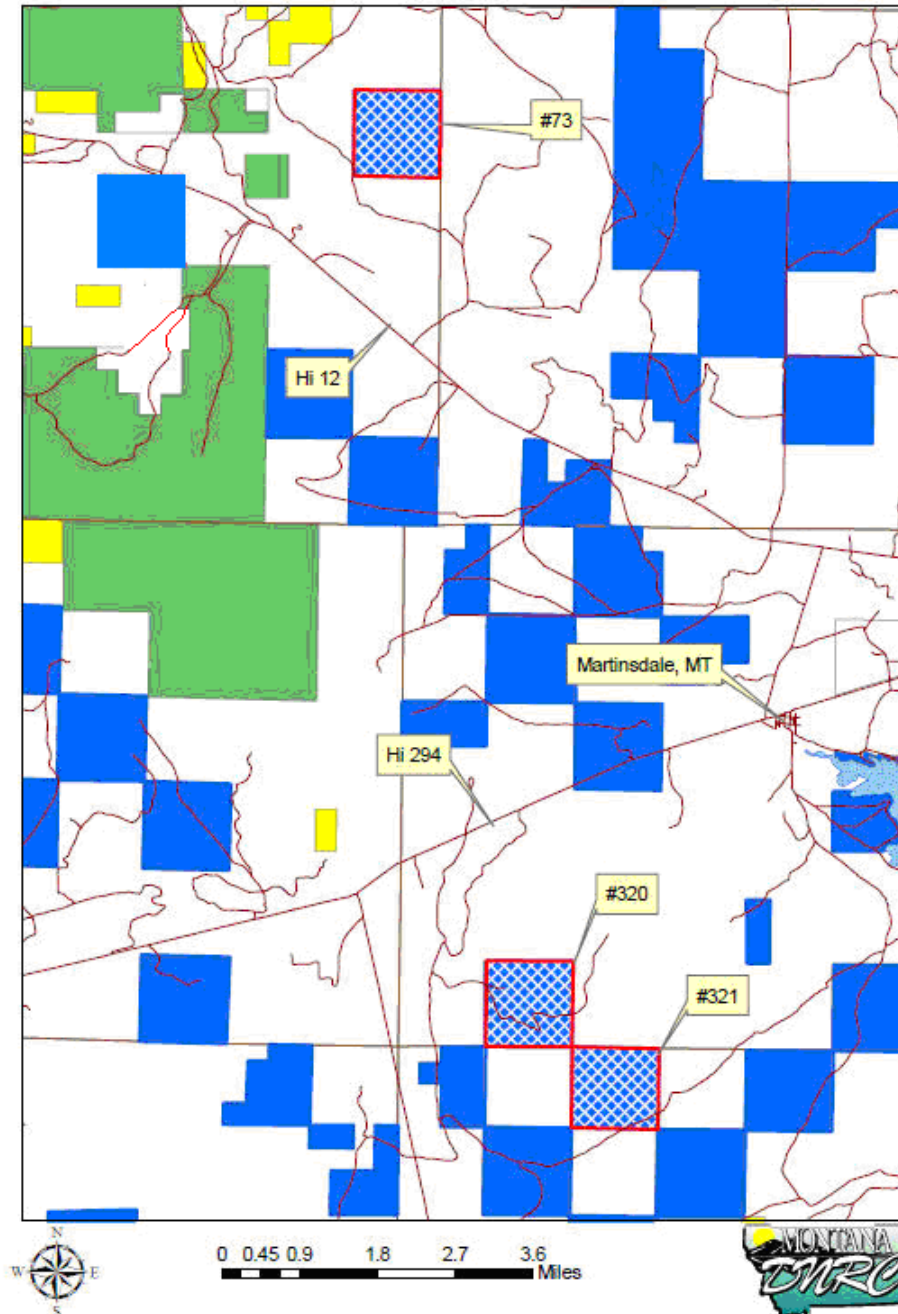 #73
Hi 12
Martinsdale, MT
Hi 294
#320
#321
N
W E
S
0 0.45 0.9 1.8 2.7 3.6
Miles
MONTANA
DNRC